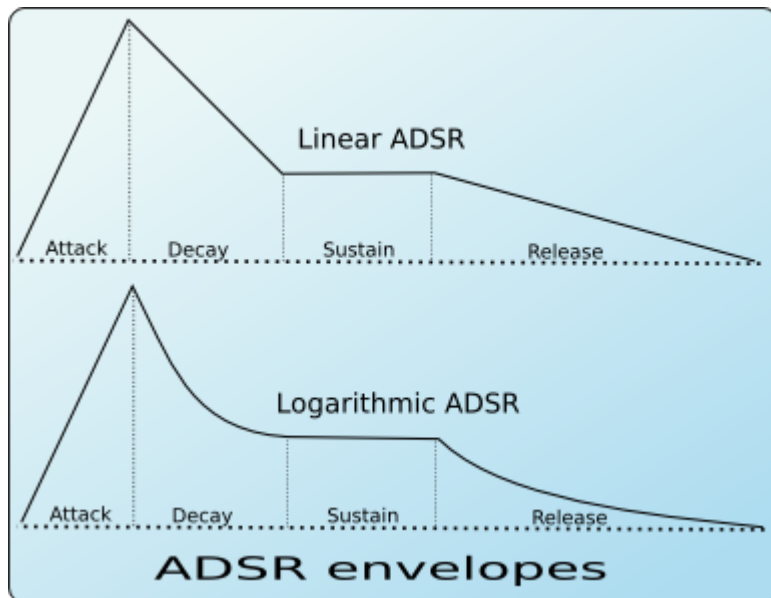 Linear ADSR
Attack Decay Sustain Release
Logarithmic ADSR
Attack Decay Sustain Release
ADSR envelopes